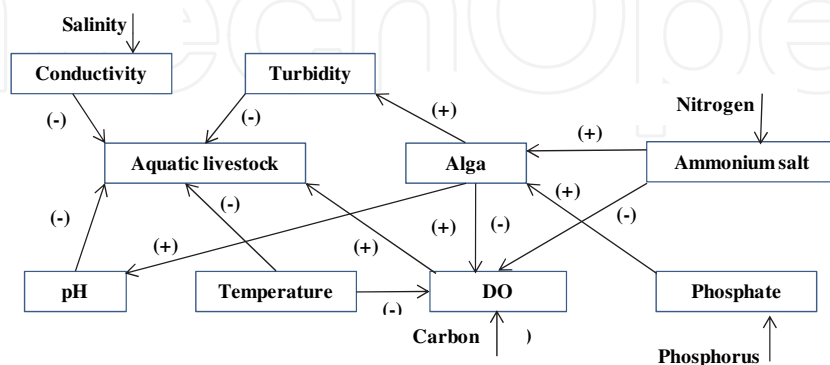 Salinity
Conductivity
Turbidity
Nitrogen
(-)
(-)
(+)
(+)
Aquatic livestock
Alga
Ammonium salt
(-)
(-)
(+)
(+)
(+)
(-)
(+)
(-)
pH
Temperature
(-)
DO
Phosphate
Carbon
)
Phosphorus